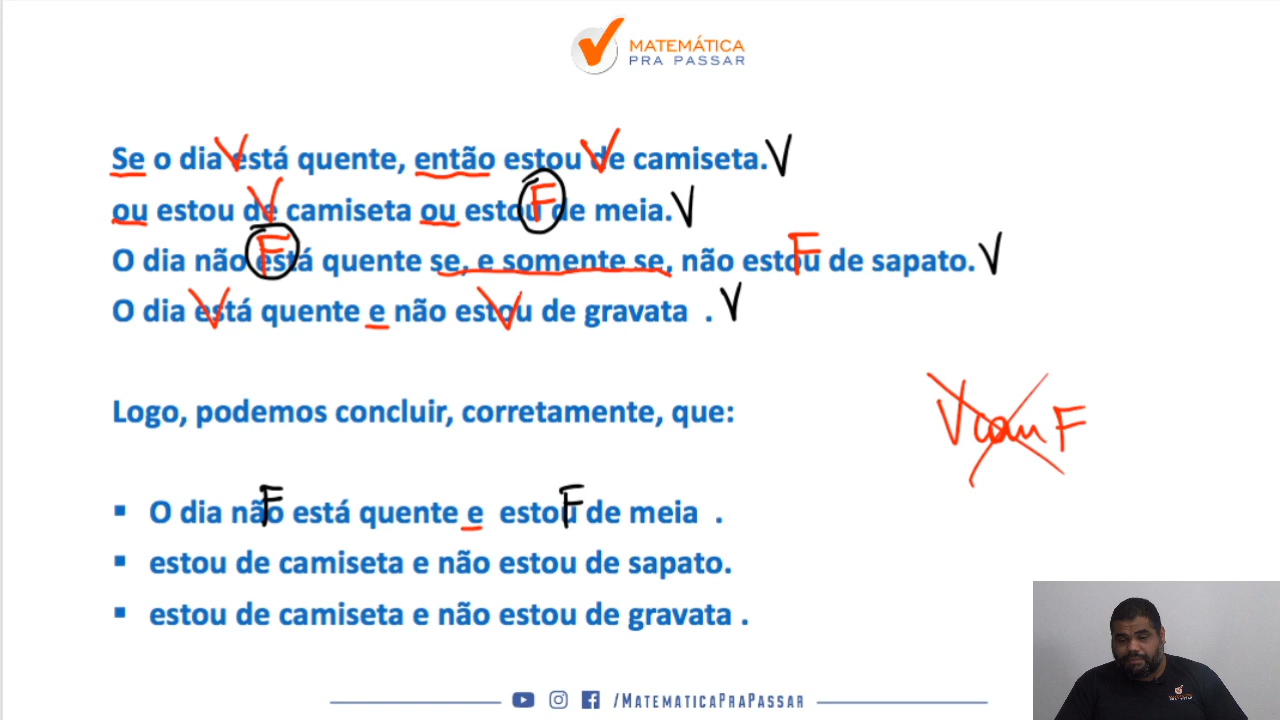 MATEMÁTICA
PRA PASSAR
Se o dia está quente, então estou de camiseta. V
V V
ou estou de camiseta ou estou de meia. V
V F
O dia não está quente se, e somente se, não estou de sapato. V
F F
O dia está quente e não estou de gravata . V
V V
Logo, podemos concluir, corretamente, que:
V com F
▪ O dia não está quente e estou de meia .
F F
▪ estou de camiseta e não estou de sapato.
▪ estou de camiseta e não estou de gravata .
/MATEMATICAPRAPASSAR